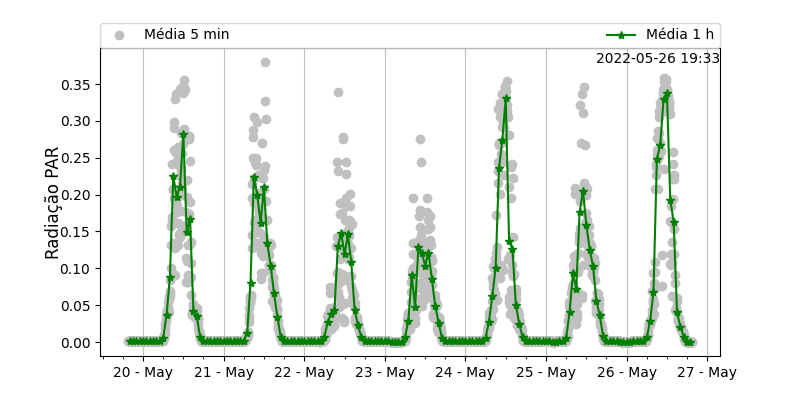 Média 5 min
Média 1 h
2022-05-26 19:33
Radiação PAR
0.35
0.30
0.25
0.20
0.15
0.10
0.05
0.00
20 - May
21 - May
22 - May
23 - May
24 - May
25 - May
26 - May
27 - May